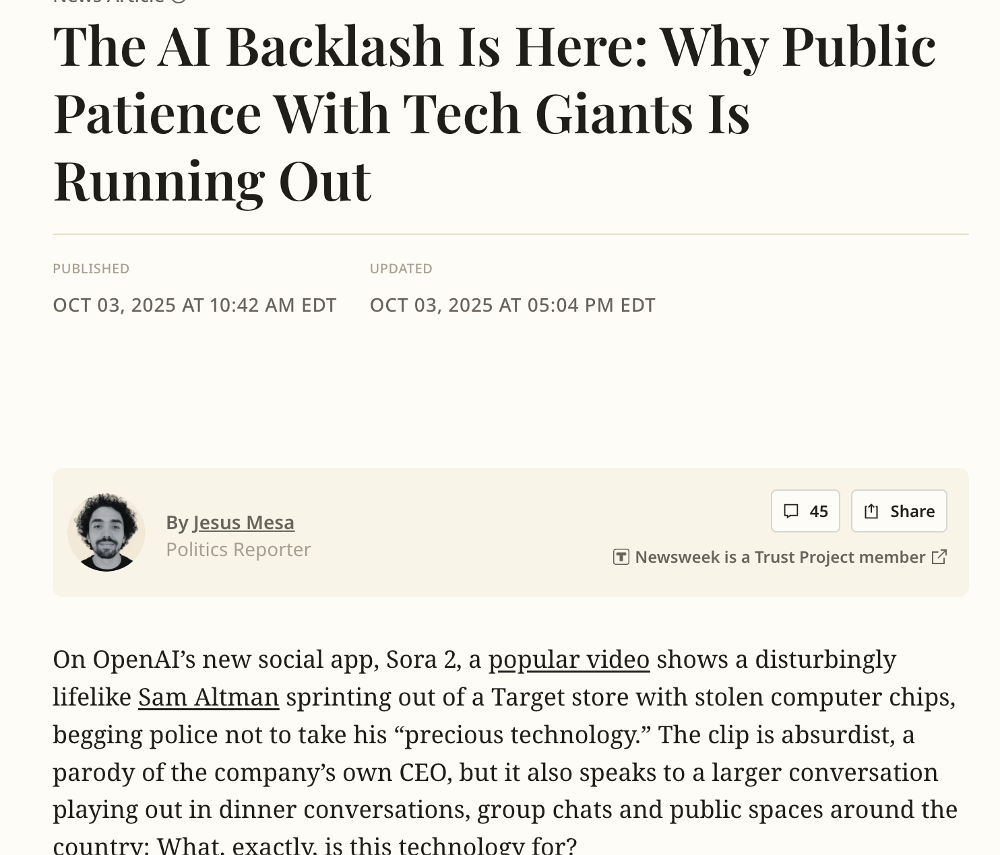 News Article
The AI Backlash Is Here: Why Public
Patience With Tech Giants Is
Running Out
PUBLISHED
OCT 03, 2025 AT 10:42 AM EDT
UPDATED
OCT 03, 2025 AT 05:04 PM EDT
By Jesus Mesa
Politics Reporter
45
Share
Newsweek is a Trust Project member
On OpenAI’s new social app, Sora 2, a popular video shows a disturbingly
lifelike Sam Altman sprinting out of a Target store with stolen computer chips,
begging police not to take his “precious technology.” The clip is absurdist, a
parody of the company’s own CEO, but it also speaks to a larger conversation
playing out in dinner conversations, group chats and public spaces around the
country: What, exactly, is this technology for?